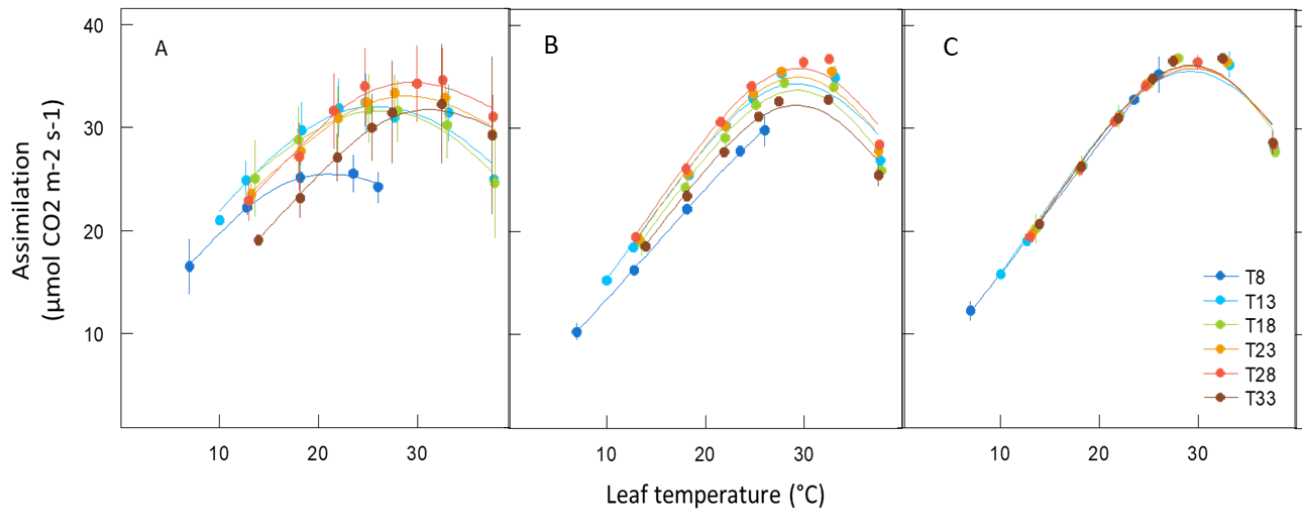 Assimilation
(µmol CO2 m-2 s-1)
40
30
20
10
A
B
C
T8
T13
T18
T23
T28
T33
10 20 30 10 20 30 10 20 30
Leaf temperature (°C)